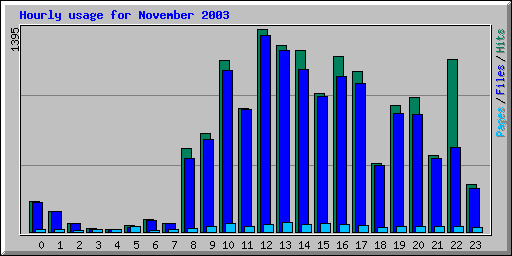 Hourly usage for November 2003
1395
Pages / Files / Hits
0 1 2 3 4 5 6 7 8 9 10 11 12 13 14 15 16 17 18 19 20 21 22 23